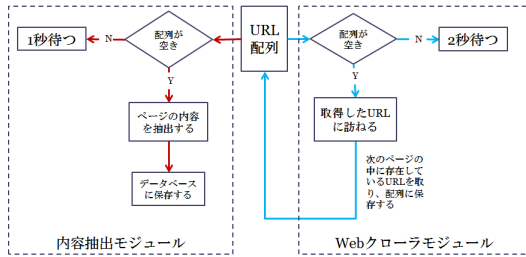 1秒待つ
N
配列が
空き
URL
配列
配列が
空き
N
2秒待つ
Y
Y
ページの内容
を抽出する
取得したURL
に訪ねる
データベース
に保存する
次のページの
中に存在して
いるURLを取
り、配列に保
存する
内容抽出モジュール
Webクローラモジュール